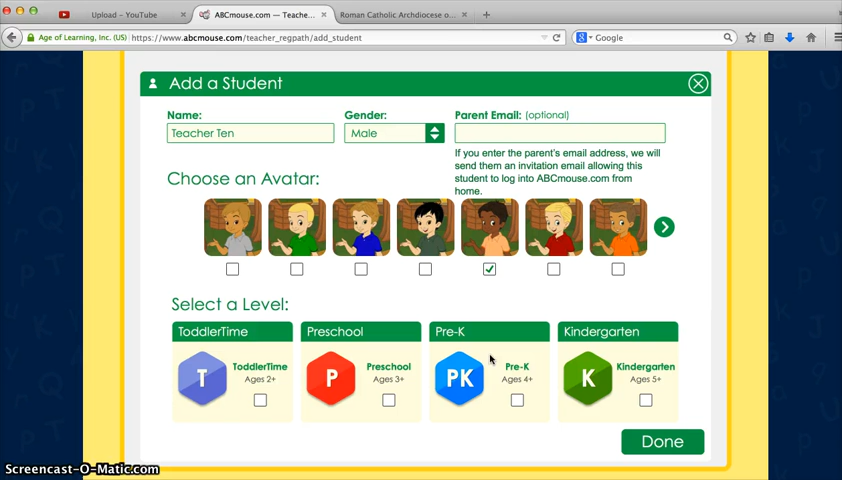 Upload – YouTube
ABCmouse.com — Teache...
Roman Catholic Archdiocese o...
Age of Learning, Inc. (US)
https://www.abcmouse.com/teacher_regpath/add_student
Google
Add a Student
Name:
Gender:
Parent Email: (optional)
Teacher Ten
Male
If you enter the parent's email address, we will
send them an invitation email allowing this
student to log into ABCmouse.com from
home.
Choose an Avatar:
Select a Level:
ToddlerTime
Preschool
Pre-K
Kindergarten
T
ToddlerTime
Ages 2+
P
Preschool
Ages 3+
PK
Pre-K
Ages 4+
K
Kindergarten
Ages 5+
Done
Screencast-O-Matic.com